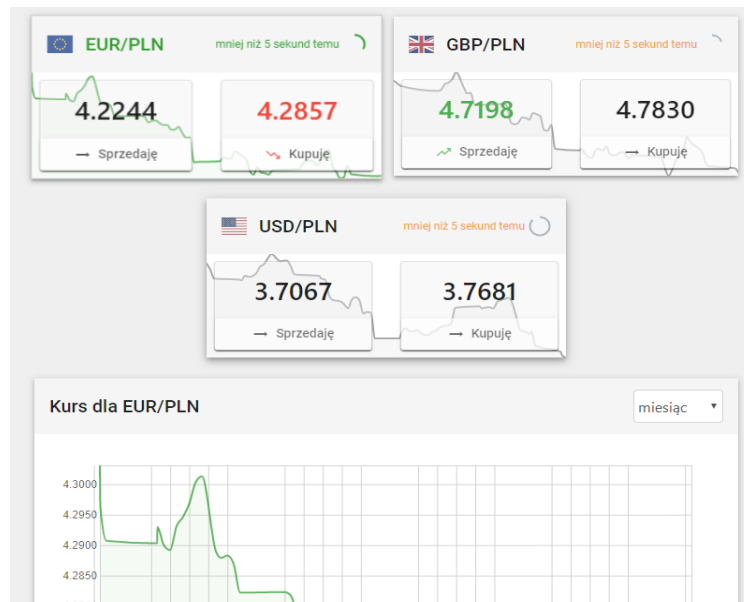 EUR/PLN mniej niż 5 sekund temu
4.2244 4.2857
→ Sprzedaję Kupuję
GBP/PLN mniej niż 5 sekund temu
4.7198 4.7830
Sprzedaję → Kupuję
USD/PLN mniej niż 5 sekund temu
3.7067 3.7681
→ Sprzedaję → Kupuję
Kurs dla EUR/PLN miesiąc
4.3000
4.2950
4.2900
4.2850